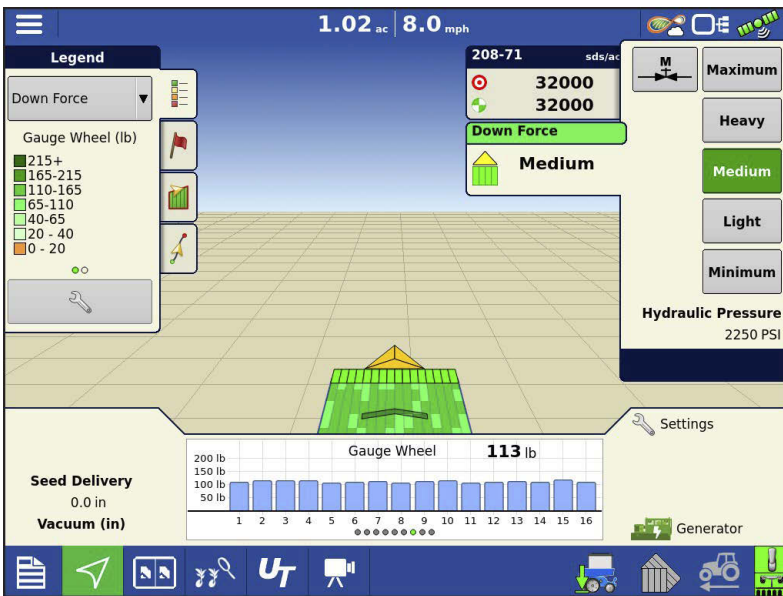 1.02 ac 8.0 mph
Legend
Down Force
Gauge Wheel (lb)
215+
165-215
110-165
65-110
40-65
20 - 40
0 - 20
208-71 sds/ac
32000
32000
Down Force
Medium
M
Maximum
Heavy
Medium
Light
Minimum
Hydraulic Pressure
2250 PSI
Settings
Seed Delivery
0.0 in
Vacuum (in)
Gauge Wheel 113 lb
200 lb
150 lb
100 lb
50 lb
1 2 3 4 5 6 7 8 9 10 11 12 13 14 15 16
Generator
UT